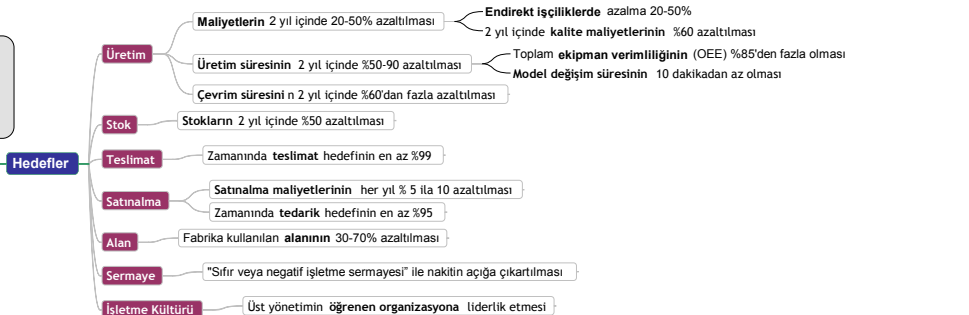 Hedefler
Üretim
Maliyetlerin 2 yıl içinde 20-50% azaltılması
Endirekt işçiliklerde azalma 20-50%
2 yıl içinde kalite maliyetlerinin %60 azaltılması
Üretim süresinin 2 yıl içinde %50-90 azaltılması
Toplam ekipman verimliliğinin (OEE) %85'den fazla olması
Model değişim süresinin 10 dakikadan az olması
Çevrim süresini n 2 yıl içinde %60'dan fazla azaltılması
Stok
Stokların 2 yıl içinde %50 azaltılması
Teslimat
Zamanında teslimat hedefinin en az %99
Satınalma
Satınalma maliyetlerinin her yıl % 5 ila 10 azaltılması
Zamanında tedarik hedefinin en az %95
Alan
Fabrika kullanılan alanının 30-70% azaltılması
Sermaye
"Sıfır veya negatif işletme sermayesi” ile nakitin açığa çıkartılması
İşletme Kültürü
Üst yönetimin öğrenen organizasyona liderlik etmesi